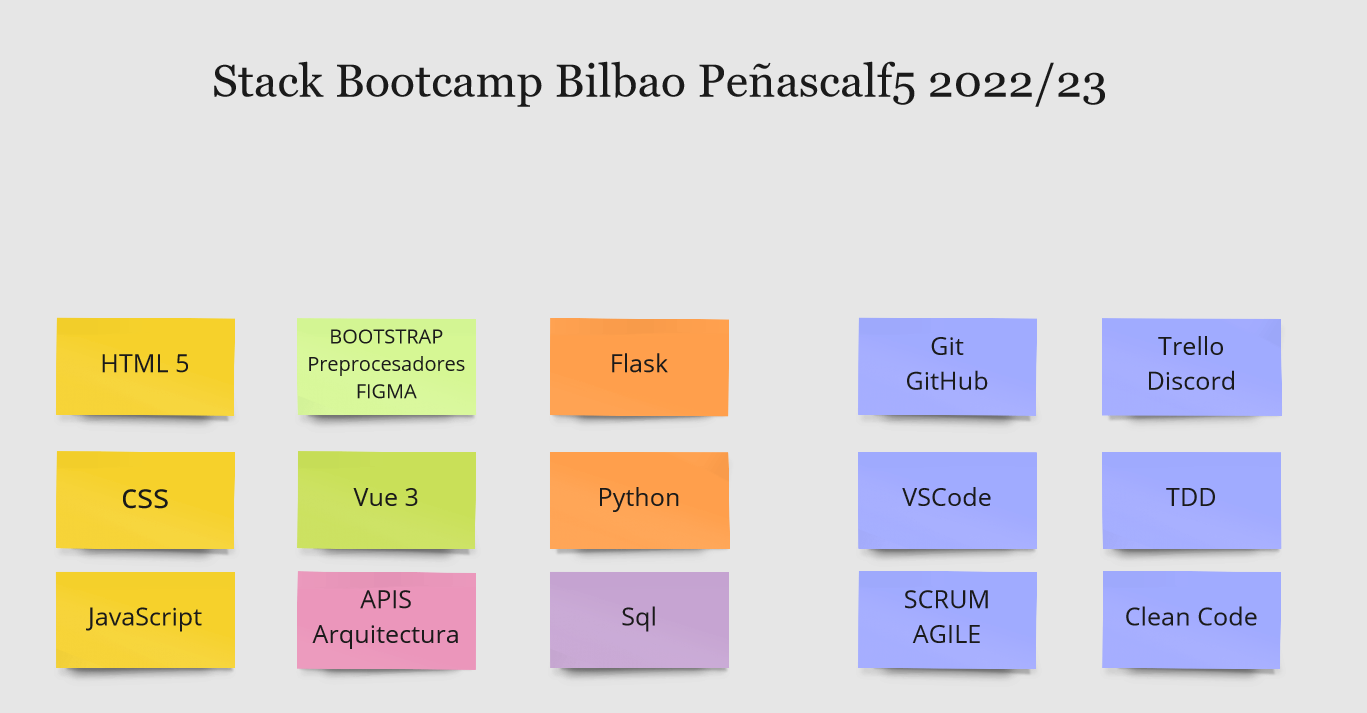 Stack Bootcamp Bilbao Peñascalf5 2022/23
HTML 5
BOOTSTRAP
Preprocesadores
FIGMA
Flask
Git
GitHub
Trello
Discord
CSS
Vue 3
Python
VSCode
TDD
JavaScript
APIS
Arquitectura
Sql
SCRUM
AGILE
Clean Code